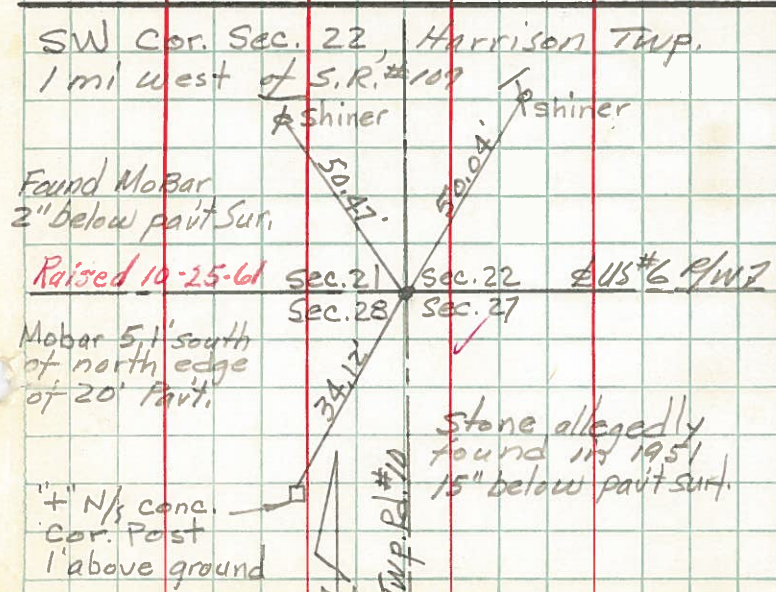 SW Cor. Sec. 22, Harrison Twp.
1 mi west of S.R.#109
shiner
shiner
50.47'
50.04'
Found MoBar
2" below pav't Sur.
Raised 10-25-61
Sec.21
Sec.22
℄ US#6 R/W
Sec.28
Sec.27
Mobar 5.1' south
of north edge
of 20' Pav't.
34.12'
Stone allegedly
found in 1951
15" below pav't surf.
"+" N/s conc.
Cor. Post
1' above ground
Twp. Rd. #10